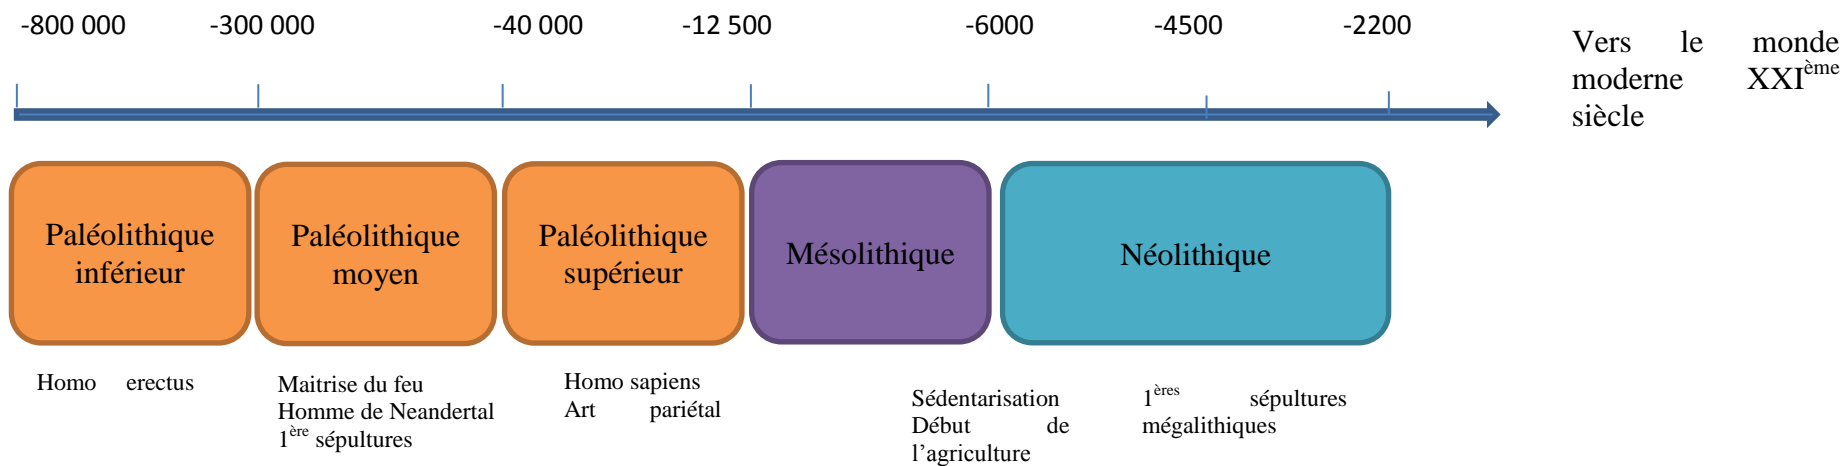 -800 000 -300 000 -40 000 -12 500 -6000 -4500 -2200
Vers le monde
moderne XXIème
siècle
Paléolithique
inférieur
Paléolithique
moyen
Paléolithique
supérieur
Mésolithique
Néolithique
Homo erectus
Maitrise du feu
Homme de Neandertal
1ère sépultures
Homo sapiens
Art pariétal
Sédentarisation
Début de
l’agriculture
1ères sépultures
mégalithiques